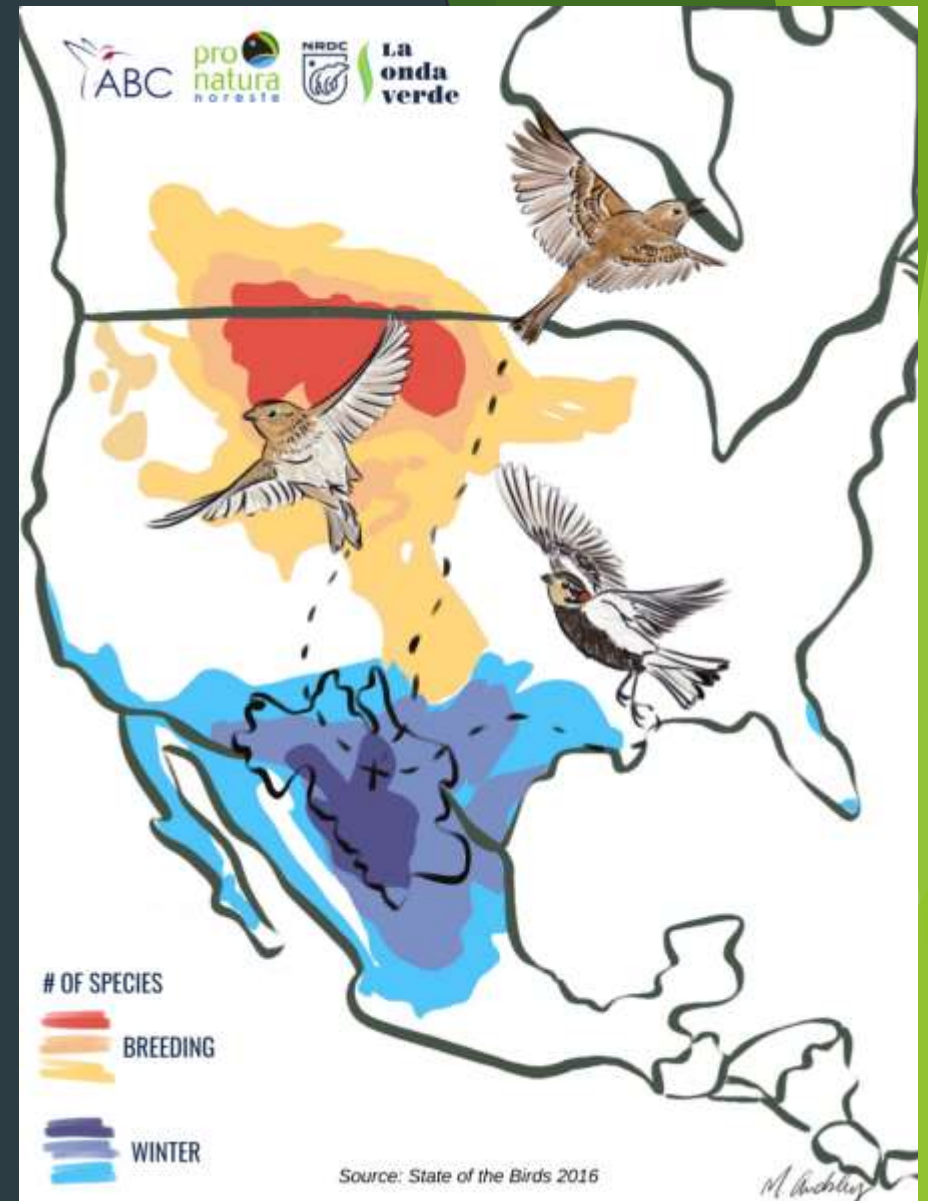 ABC
pro
natura
noreste
NRDC
La
onda
verde
# OF SPECIES
BREEDING
WINTER
Source: State of the Birds 2016